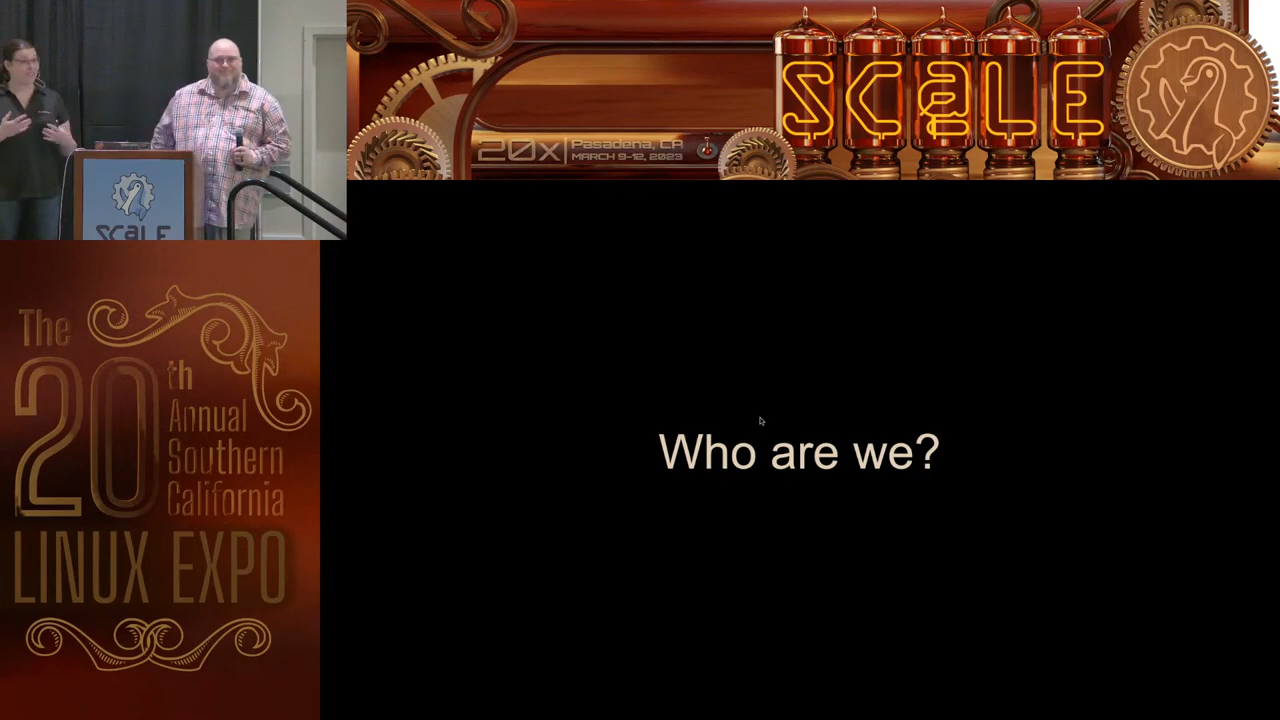 SCaLE
20x
Pasadena, CA
MARCH 9-12, 2023
SCaLE
The
20th
Annual
Southern
California
LINUX EXPO
Who are we?